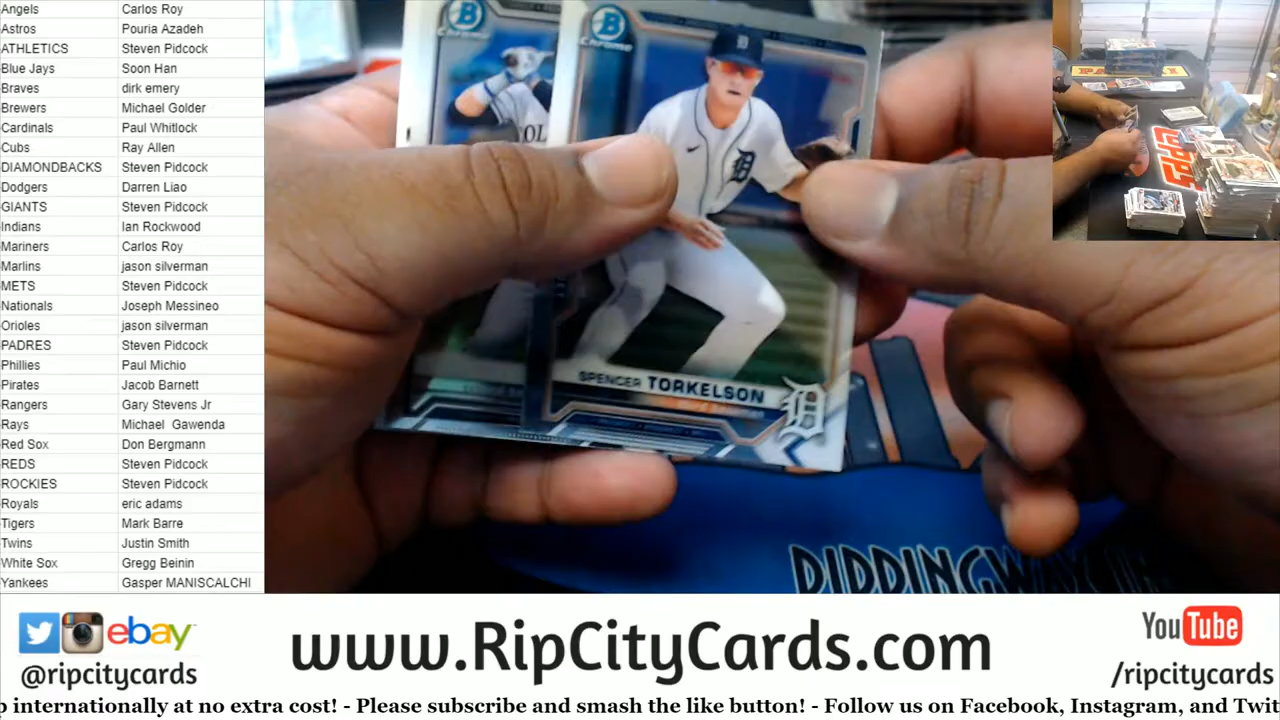 Angels Carlos Roy
Astros Pouria Azadeh
ATHLETICS Steven Pidcock
Blue Jays Soon Han
Braves dirk emery
Brewers Michael Golder
Cardinals Paul Whitlock
Cubs Ray Allen
DIAMONDBACKS Steven Pidcock
Dodgers Darren Liao
GIANTS Steven Pidcock
Indians Ian Rockwood
Mariners Carlos Roy
Marlins jason silverman
METS Steven Pidcock
Nationals Joseph Messineo
Orioles jason silverman
PADRES Steven Pidcock
Phillies Paul Michio
Pirates Jacob Barnett
Rangers Gary Stevens Jr
Rays Michael Gawenda
Red Sox Don Bergmann
REDS Steven Pidcock
ROCKIES Steven Pidcock
Royals eric adams
Tigers Mark Barre
Twins Justin Smith
White Sox Gregg Beinin
Yankees Gasper MANISCALCHI
B
Chrome
B
Chrome
D
D
COL
SPENCER TORKELSON
D
topps
ebay
@ripcitycards
www.RipCityCards.com
YouTube
/ripcitycards
p internationally at no extra cost! - Please subscribe and smash the like button! - Follow us on Facebook, Instagram, and Twit